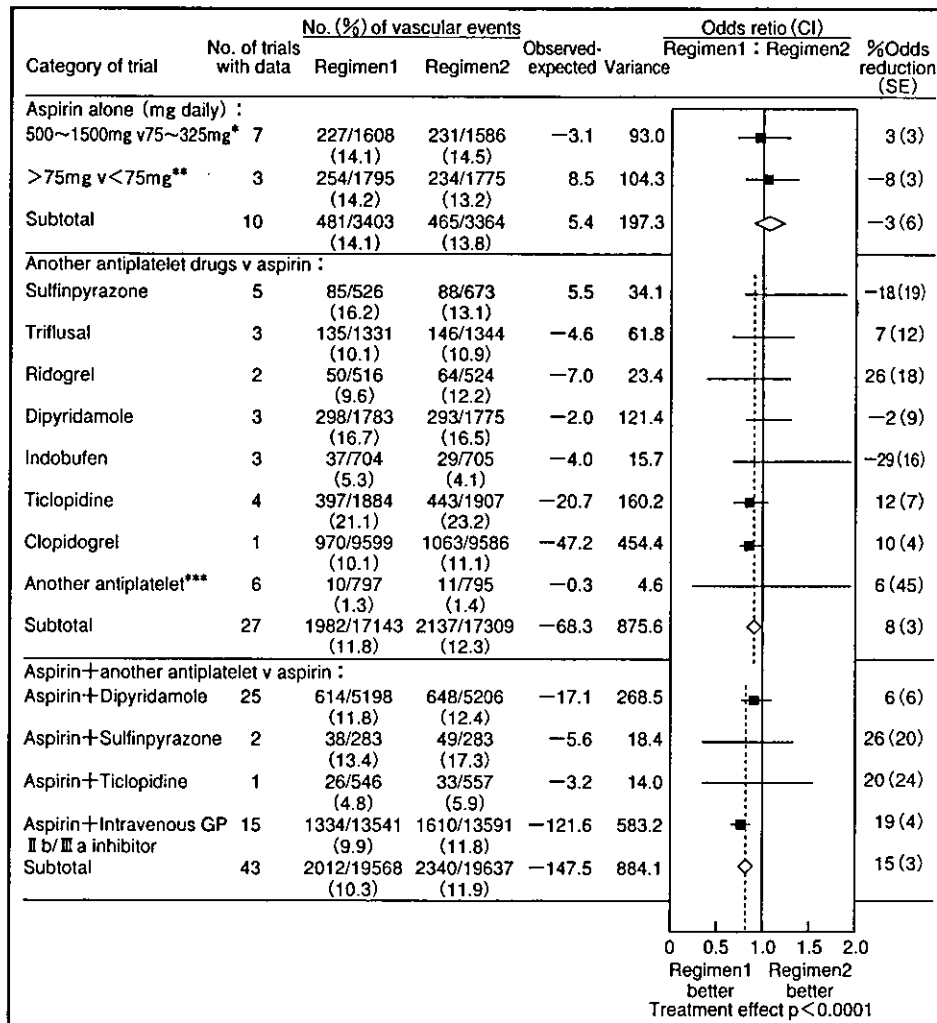 No. (%) of vascular events Odds retio (CI)
No. of trials Observed- Regimen1 : Regimen2 %Odds
Category of trial with data Regimen1 Regimen2 expected Variance reduction
(SE)
Aspirin alone (mg daily) :
500~1500mg v75~325mg* 7 227/1608 231/1586 −3.1 93.0 3(3)
(14.1) (14.5)
>75mg v<75mg** 3 254/1795 234/1775 8.5 104.3 −8(3)
(14.2) (13.2)
Subtotal 10 481/3403 465/3364 5.4 197.3 −3(6)
(14.1) (13.8)
Another antiplatelet drugs v aspirin :
Sulfinpyrazone 5 85/526 88/673 5.5 34.1 −18(19)
(16.2) (13.1)
Triflusal 3 135/1331 146/1344 −4.6 61.8 7(12)
(10.1) (10.9)
Ridogrel 2 50/516 64/524 −7.0 23.4 26(18)
(9.6) (12.2)
Dipyridamole 3 298/1783 293/1775 −2.0 121.4 −2(9)
(16.7) (16.5)
Indobufen 3 37/704 29/705 −4.0 15.7 −29(16)
(5.3) (4.1)
Ticlopidine 4 397/1884 443/1907 −20.7 160.2 12(7)
(21.1) (23.2)
Clopidogrel 1 970/9599 1063/9586 −47.2 454.4 10(4)
(10.1) (11.1)
Another antiplatelet*** 6 10/797 11/795 −0.3 4.6 6(45)
(1.3) (1.4)
Subtotal 27 1982/17143 2137/17309 −68.3 875.6 8(3)
(11.8) (12.3)
Aspirin+another antiplatelet v aspirin :
Aspirin+Dipyridamole 25 614/5198 648/5206 −17.1 268.5 6(6)
(11.8) (12.4)
Aspirin+Sulfinpyrazone 2 38/283 49/283 −5.6 18.4 26(20)
(13.4) (17.3)
Aspirin+Ticlopidine 1 26/546 33/557 −3.2 14.0 20(24)
(4.8) (5.9)
Aspirin+Intravenous GP 15 1334/13541 1610/13591 −121.6 583.2 19(4)
Ⅱb/Ⅲa inhibitor (9.9) (11.8)
Subtotal 43 2012/19568 2340/19637 −147.5 884.1 15(3)
(10.3) (11.9)
0 0.5 1.0 1.5 2.0
Regimen1 Regimen2
better better
Treatment effect p<0.0001